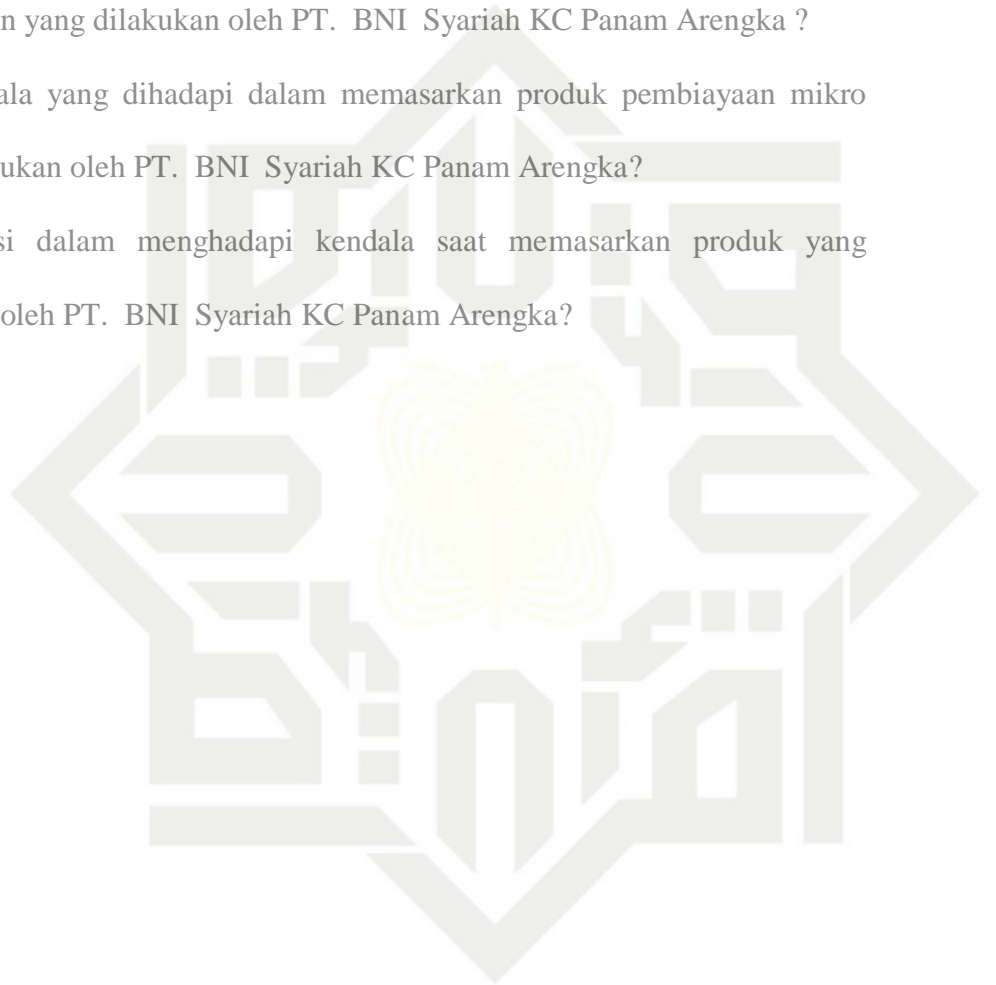 n yang dilakukan oleh PT. BNI Syariah KC Panam Arengka ?
ala yang dihadapi dalam memasarkan produk pembiayaan mikro
ukan oleh PT. BNI Syariah KC Panam Arengka?
si dalam menghadapi kendala saat memasarkan produk yang
oleh PT. BNI Syariah KC Panam Arengka?